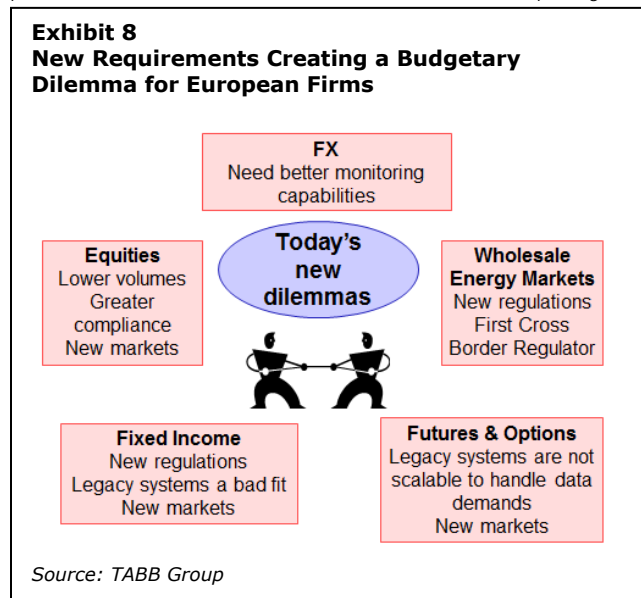 Exhibit 8
New Requirements Creating a Budgetary
Dilemma for European Firms
FX
Need better monitoring
capabilities
Today's
new
dilemmas
Equities
Lower volumes
Greater
compliance
New markets
Wholesale
Energy Markets
New regulations
First Cross
Border Regulator
Fixed Income
New regulations
Legacy systems a bad fit
New markets
Futures & Options
Legacy systems are not
scalable to handle data
demands
New markets
Source: TABB Group